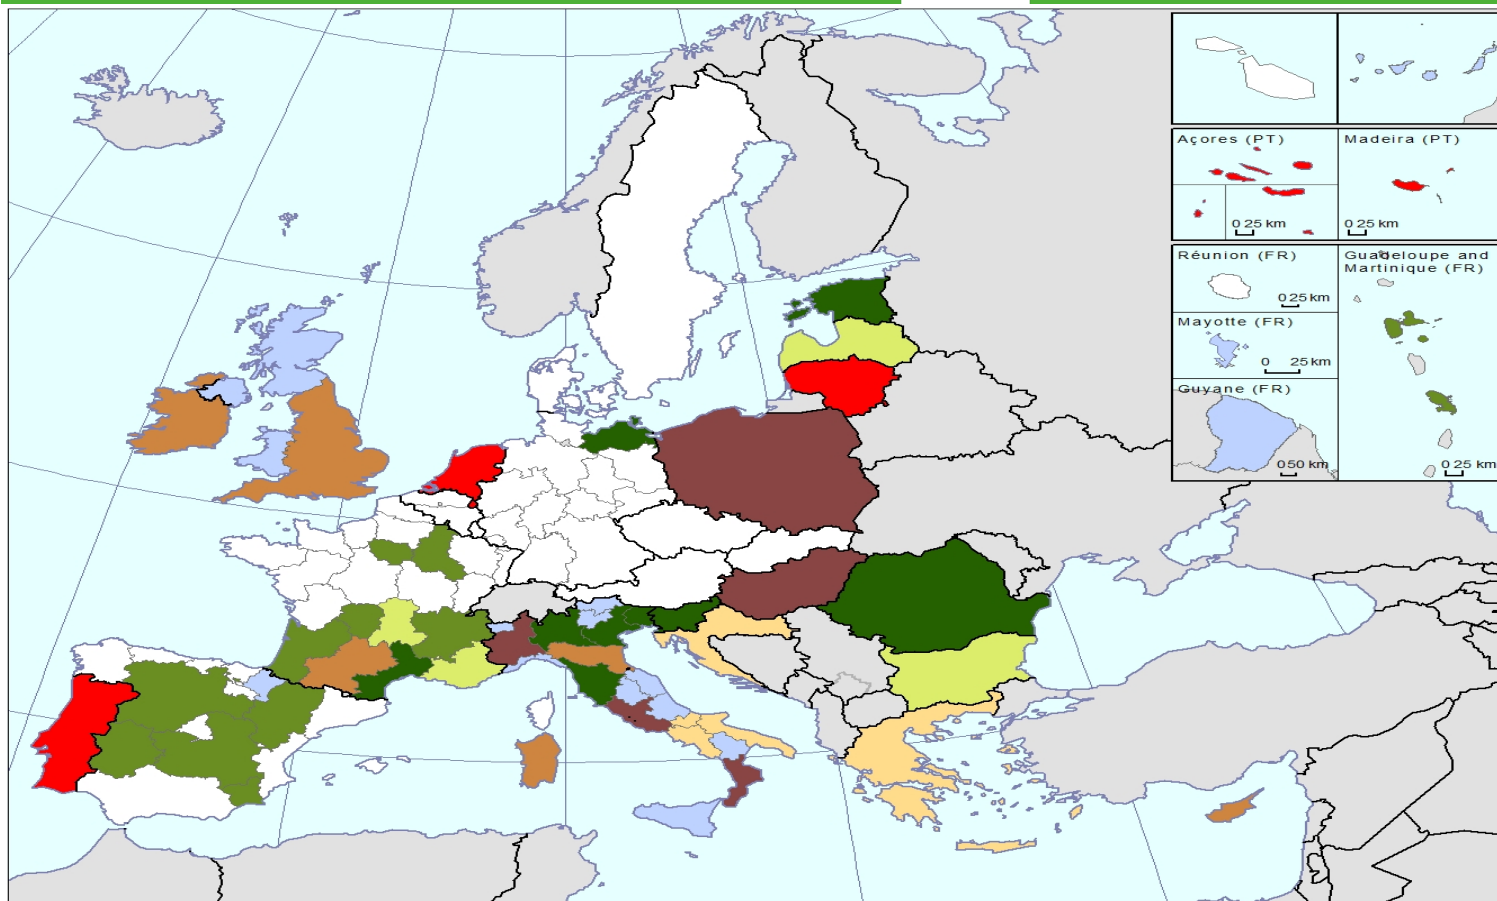 Açores (PT)
Madeira (PT)
0 25 km
0 25 km
Réunion (FR)
Guadeloupe and
Martinique (FR)
0 25 km
Mayotte (FR)
0 25 km
Guyane (FR)
0 50 km
0 25 km